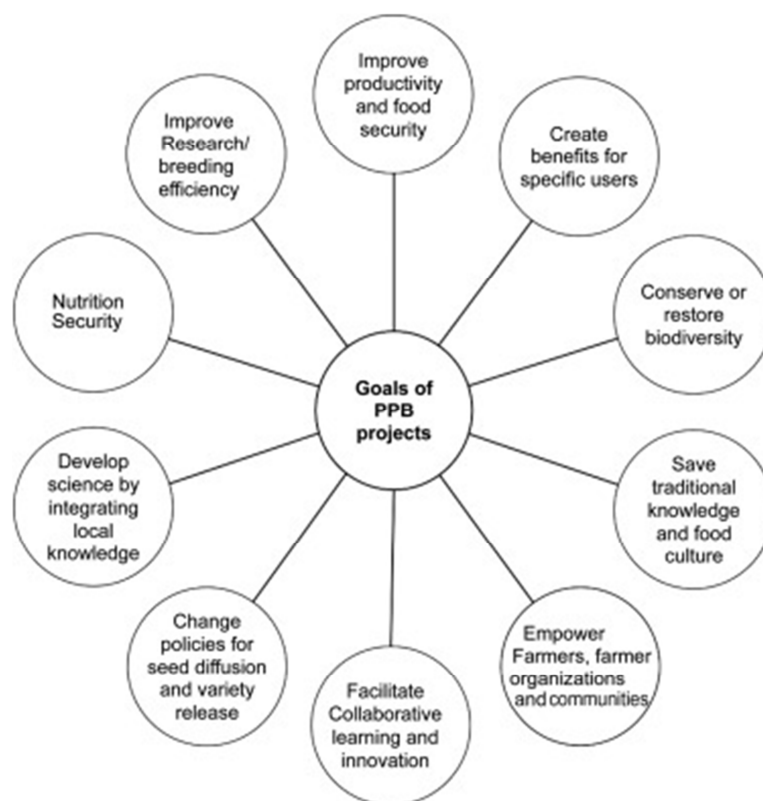 Improve
productivity
and food
security
Create
benefits for
specific users
Conserve or
restore
biodiversity
Save
traditional
knowledge
and food
culture
Empower
Farmers, farmer
organizations
and communities
Facilitate
Collaborative
learning and
innovation
Change
policies for
seed diffusion
and variety
release
Develop
science by
integrating
local
knowledge
Nutrition
Security
Improve
Research/
breeding
efficiency
Goals of
PPB
projects